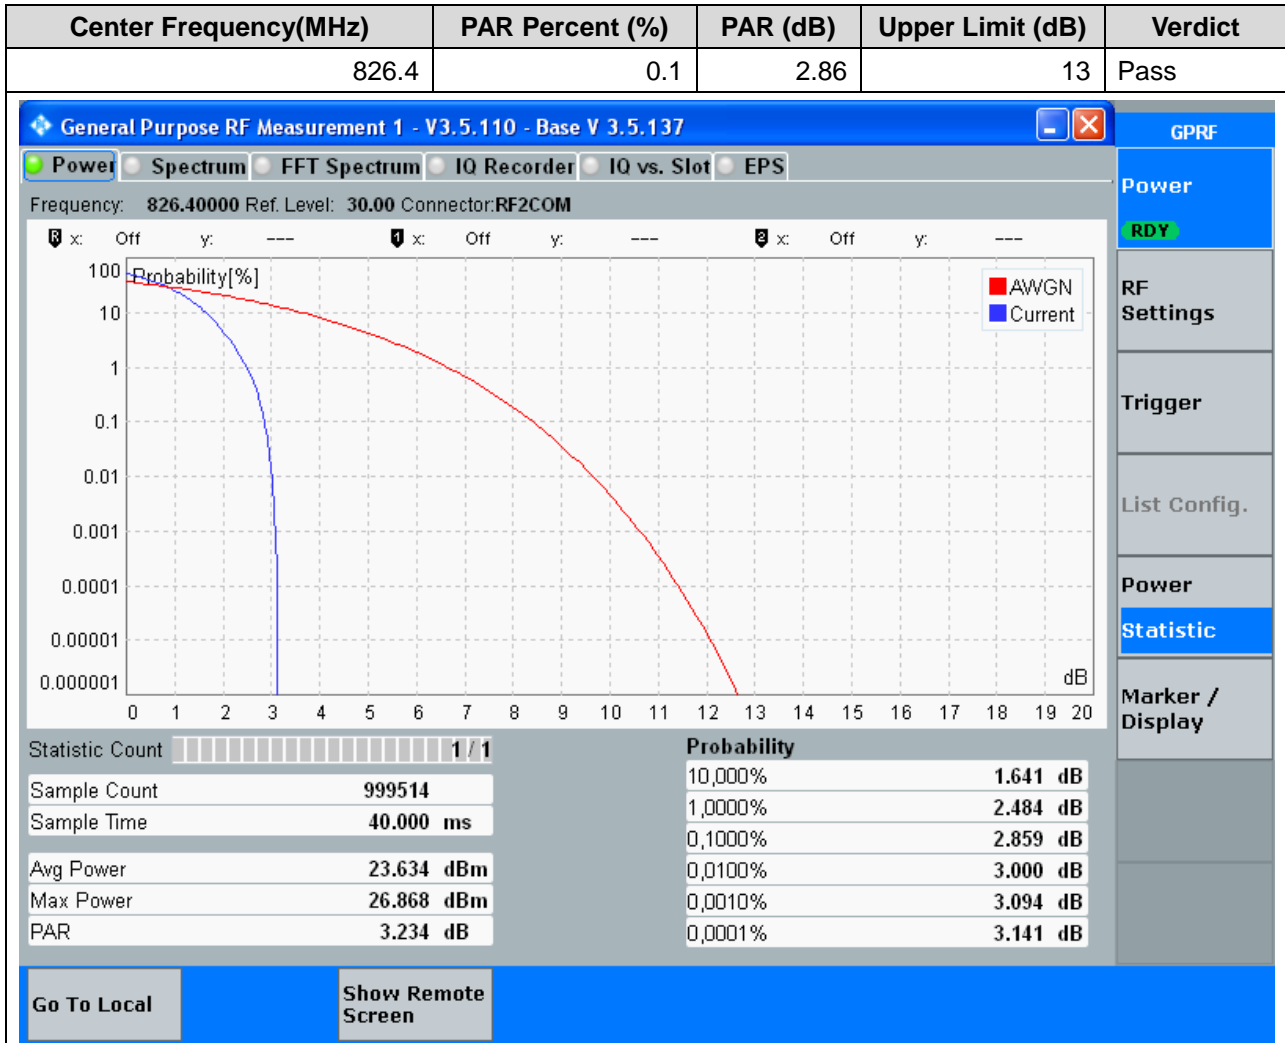 Center Frequency(MHz) PAR Percent (%) PAR (dB) Upper Limit (dB) Verdict
826.4 0.1 2.86 13 Pass
General Purpose RF Measurement 1 - V3.5.110 - Base V 3.5.137
GPRF
Power Spectrum FFT Spectrum IQ Recorder IQ vs. Slot EPS
Frequency: 826.40000 Ref. Level: 30.00 Connector:RF2COM
R x: Off y: --- 1 x: Off y: --- 2 x: Off y: ---
Power
RDY
RF
Settings
Trigger
List Config.
Power
Statistic
Marker /
Display
Probability[%]
AWGN
Current
100
10
1
0.1
0.01
0.001
0.0001
0.00001
0.000001
dB
0 1 2 3 4 5 6 7 8 9 10 11 12 13 14 15 16 17 18 19 20
Statistic Count 1 / 1
Sample Count 999514
Sample Time 40.000 ms
Avg Power 23.634 dBm
Max Power 26.868 dBm
PAR 3.234 dB
Probability
10,000% 1.641 dB
1,0000% 2.484 dB
0,1000% 2.859 dB
0,0100% 3.000 dB
0,0010% 3.094 dB
0,0001% 3.141 dB
Go To Local
Show Remote
Screen